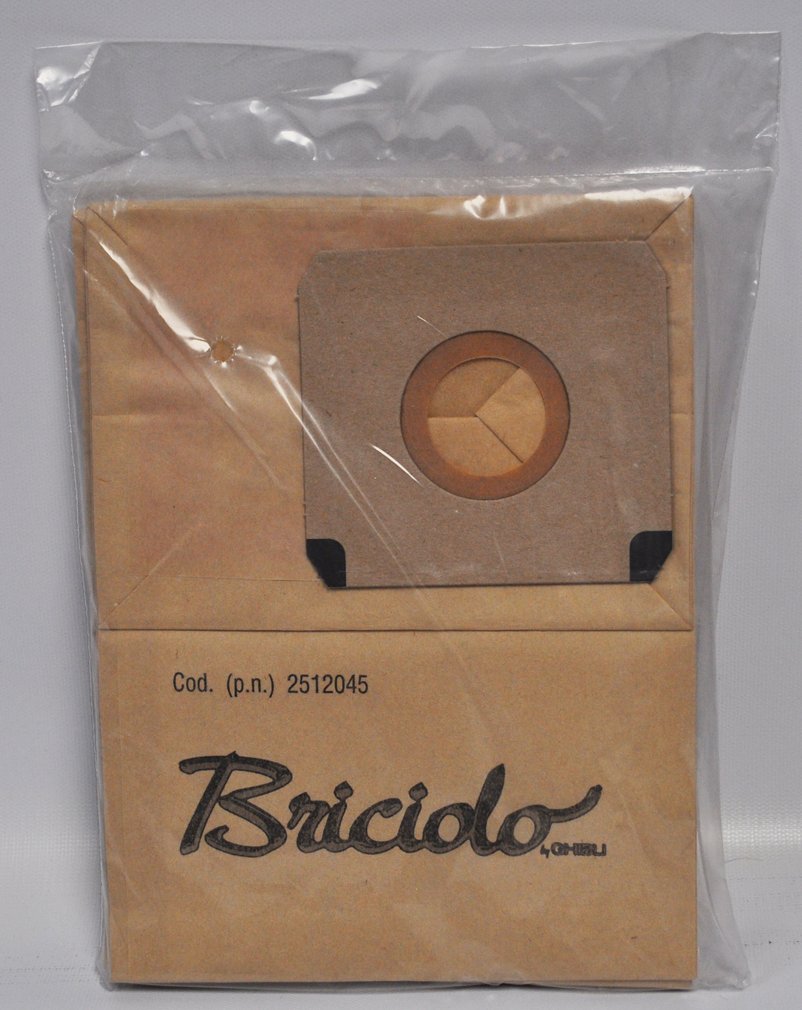 Cod. (p.n.) 2512045
Briciolo
by GHIBLI